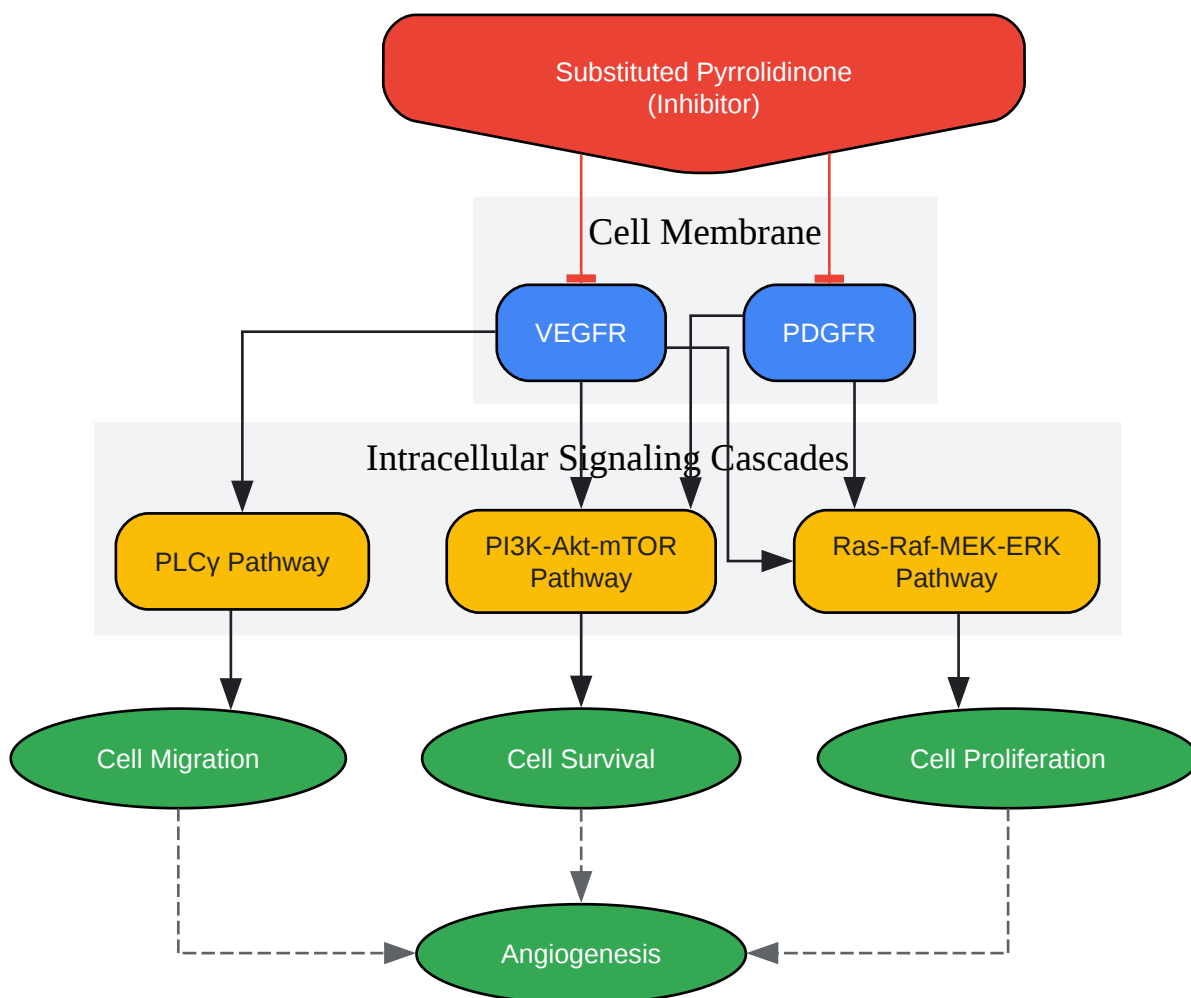 Substituted Pyrrolidinone
(Inhibitor)
Cell Membrane
VEGFR
PDGFR
Intracellular Signaling Cascades
PLCγ Pathway
PI3K-Akt-mTOR
Pathway
Ras-Raf-MEK-ERK
Pathway
Cell Migration
Cell Survival
Cell Proliferation
Angiogenesis